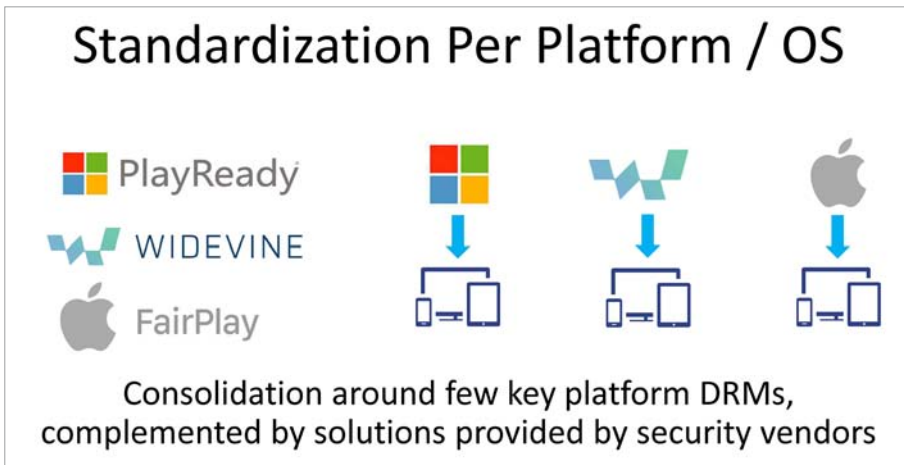 Standardization Per Platform / OS
PlayReady
WIDEVINE
FairPlay
Consolidation around few key platform DRMs,
complemented by solutions provided by security vendors